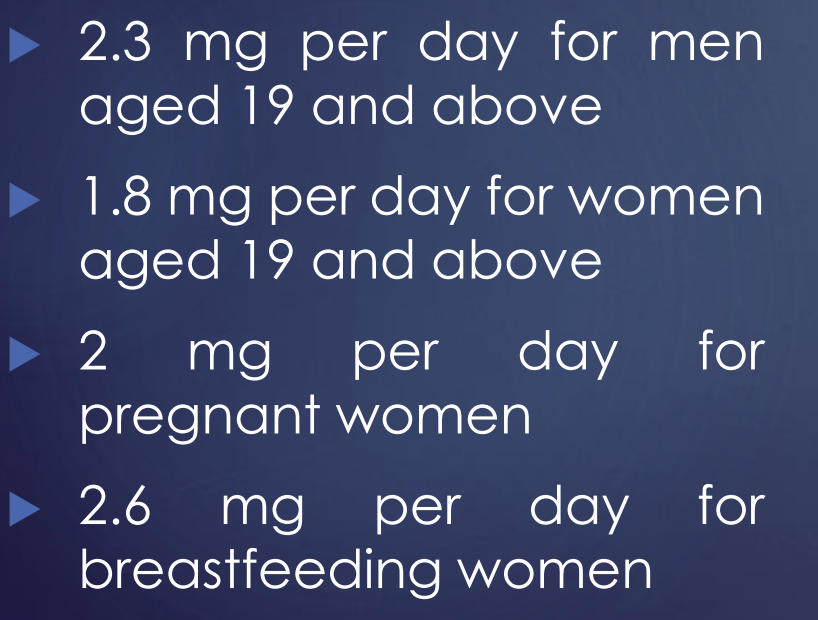 2.3 mg per day for men
aged 19 and above
1.8 mg per day for women
aged 19 and above
2 mg per day for
pregnant women
2.6 mg per day for
breastfeeding women